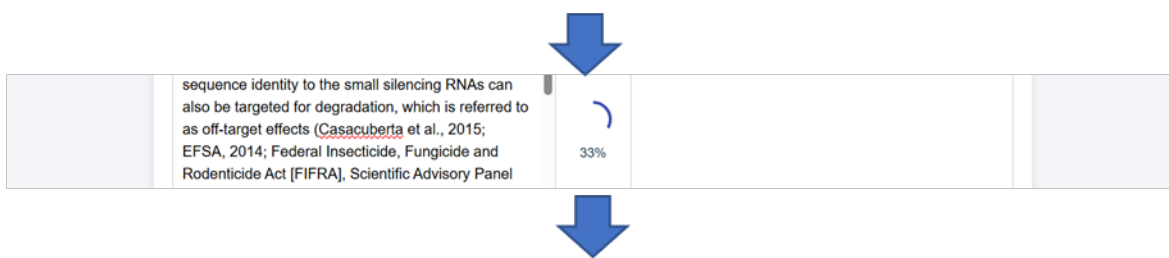 sequence identity to the small silencing RNAs can
also be targeted for degradation, which is referred to
as off-target effects (Casacuberta et al., 2015;
EFSA, 2014; Federal Insecticide, Fungicide and
Rodenticide Act [FIFRA], Scientific Advisory Panel
33%